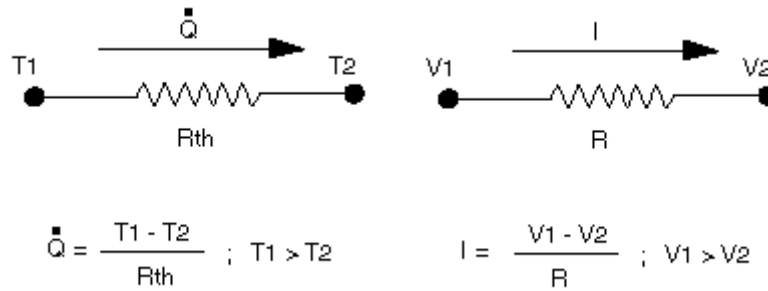 Q̇ I
T1 T2 V1 V2
Rth R
Q̇ = T1 - T2 / Rth ; T1 > T2
I = V1 - V2 / R ; V1 > V2